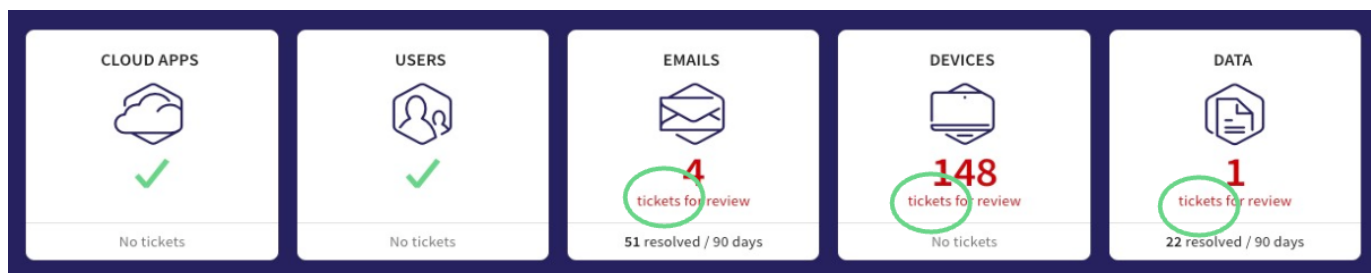 CLOUD APPS
No tickets
USERS
No tickets
EMAILS
4
tickets for review
51 resolved / 90 days
DEVICES
148
tickets for review
No tickets
DATA
1
tickets for review
22 resolved / 90 days